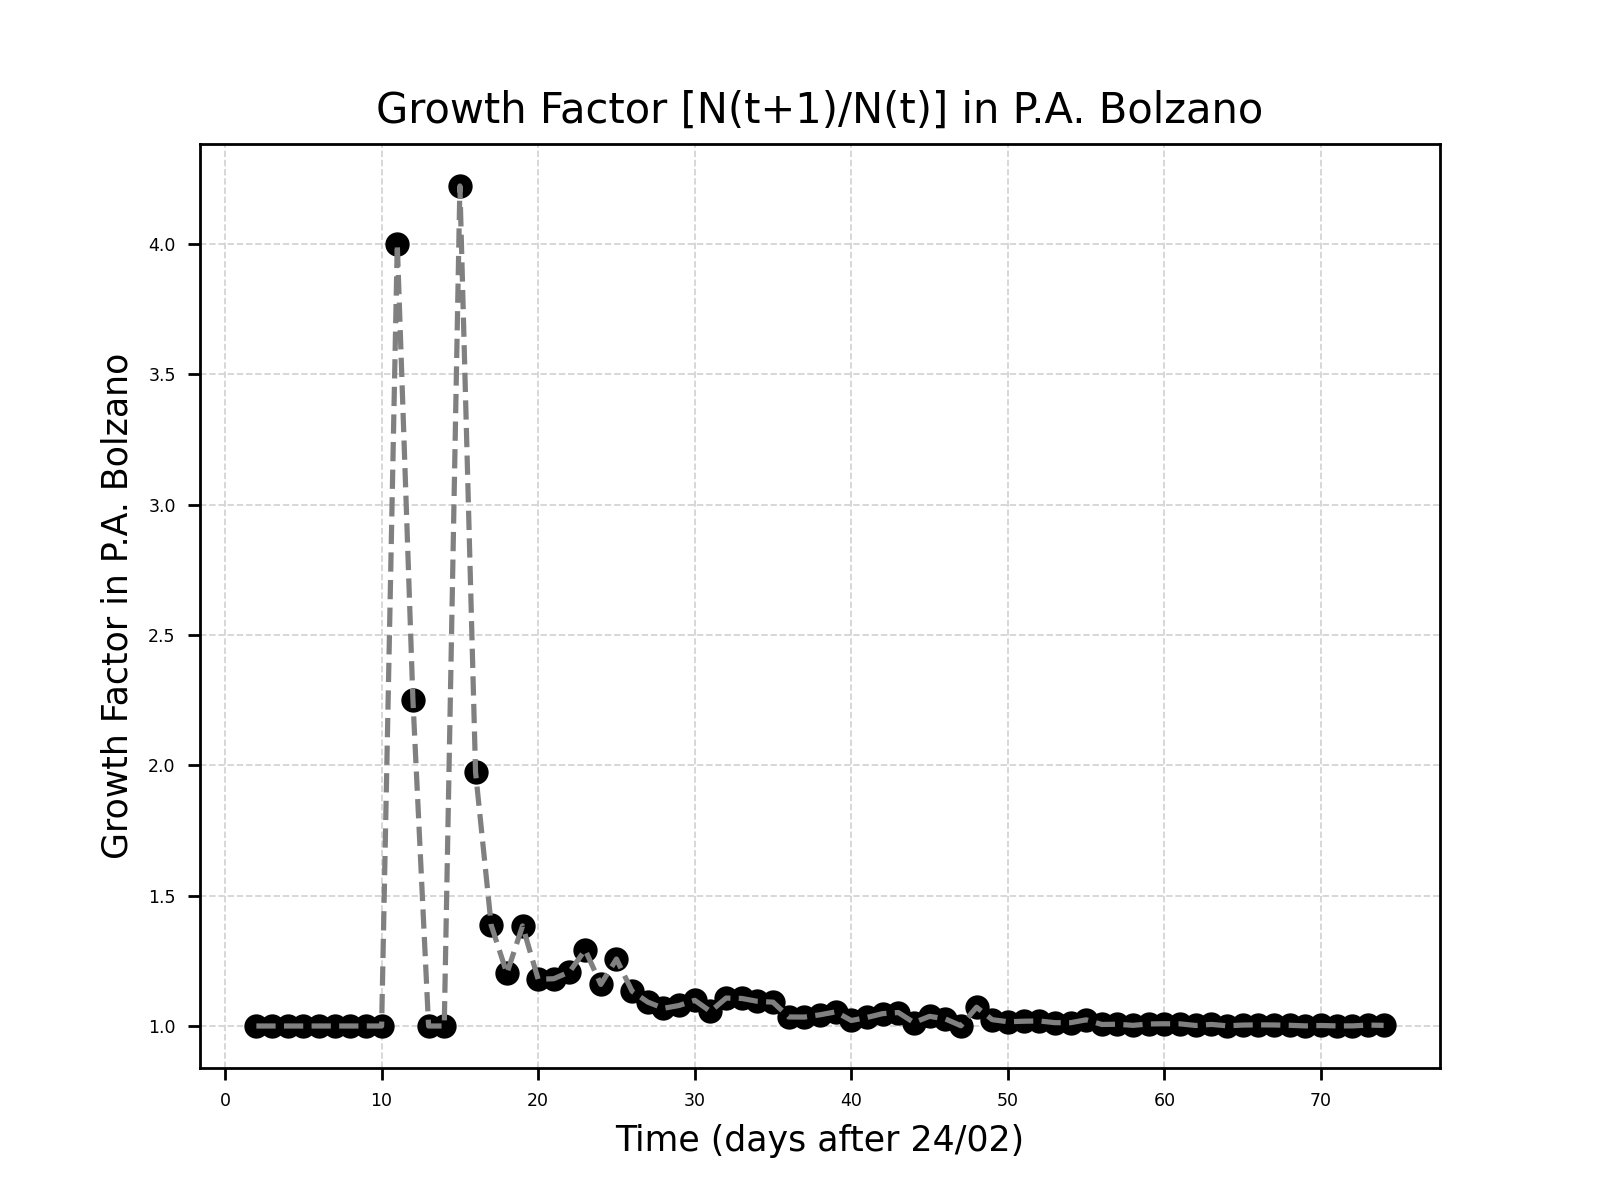 Growth Factor [N(t+1)/N(t)] in P.A. Bolzano
Growth Factor in P.A. Bolzano
4.0
3.5
3.0
2.5
2.0
1.5
1.0
0 10 20 30 40 50 60 70
Time (days after 24/02)